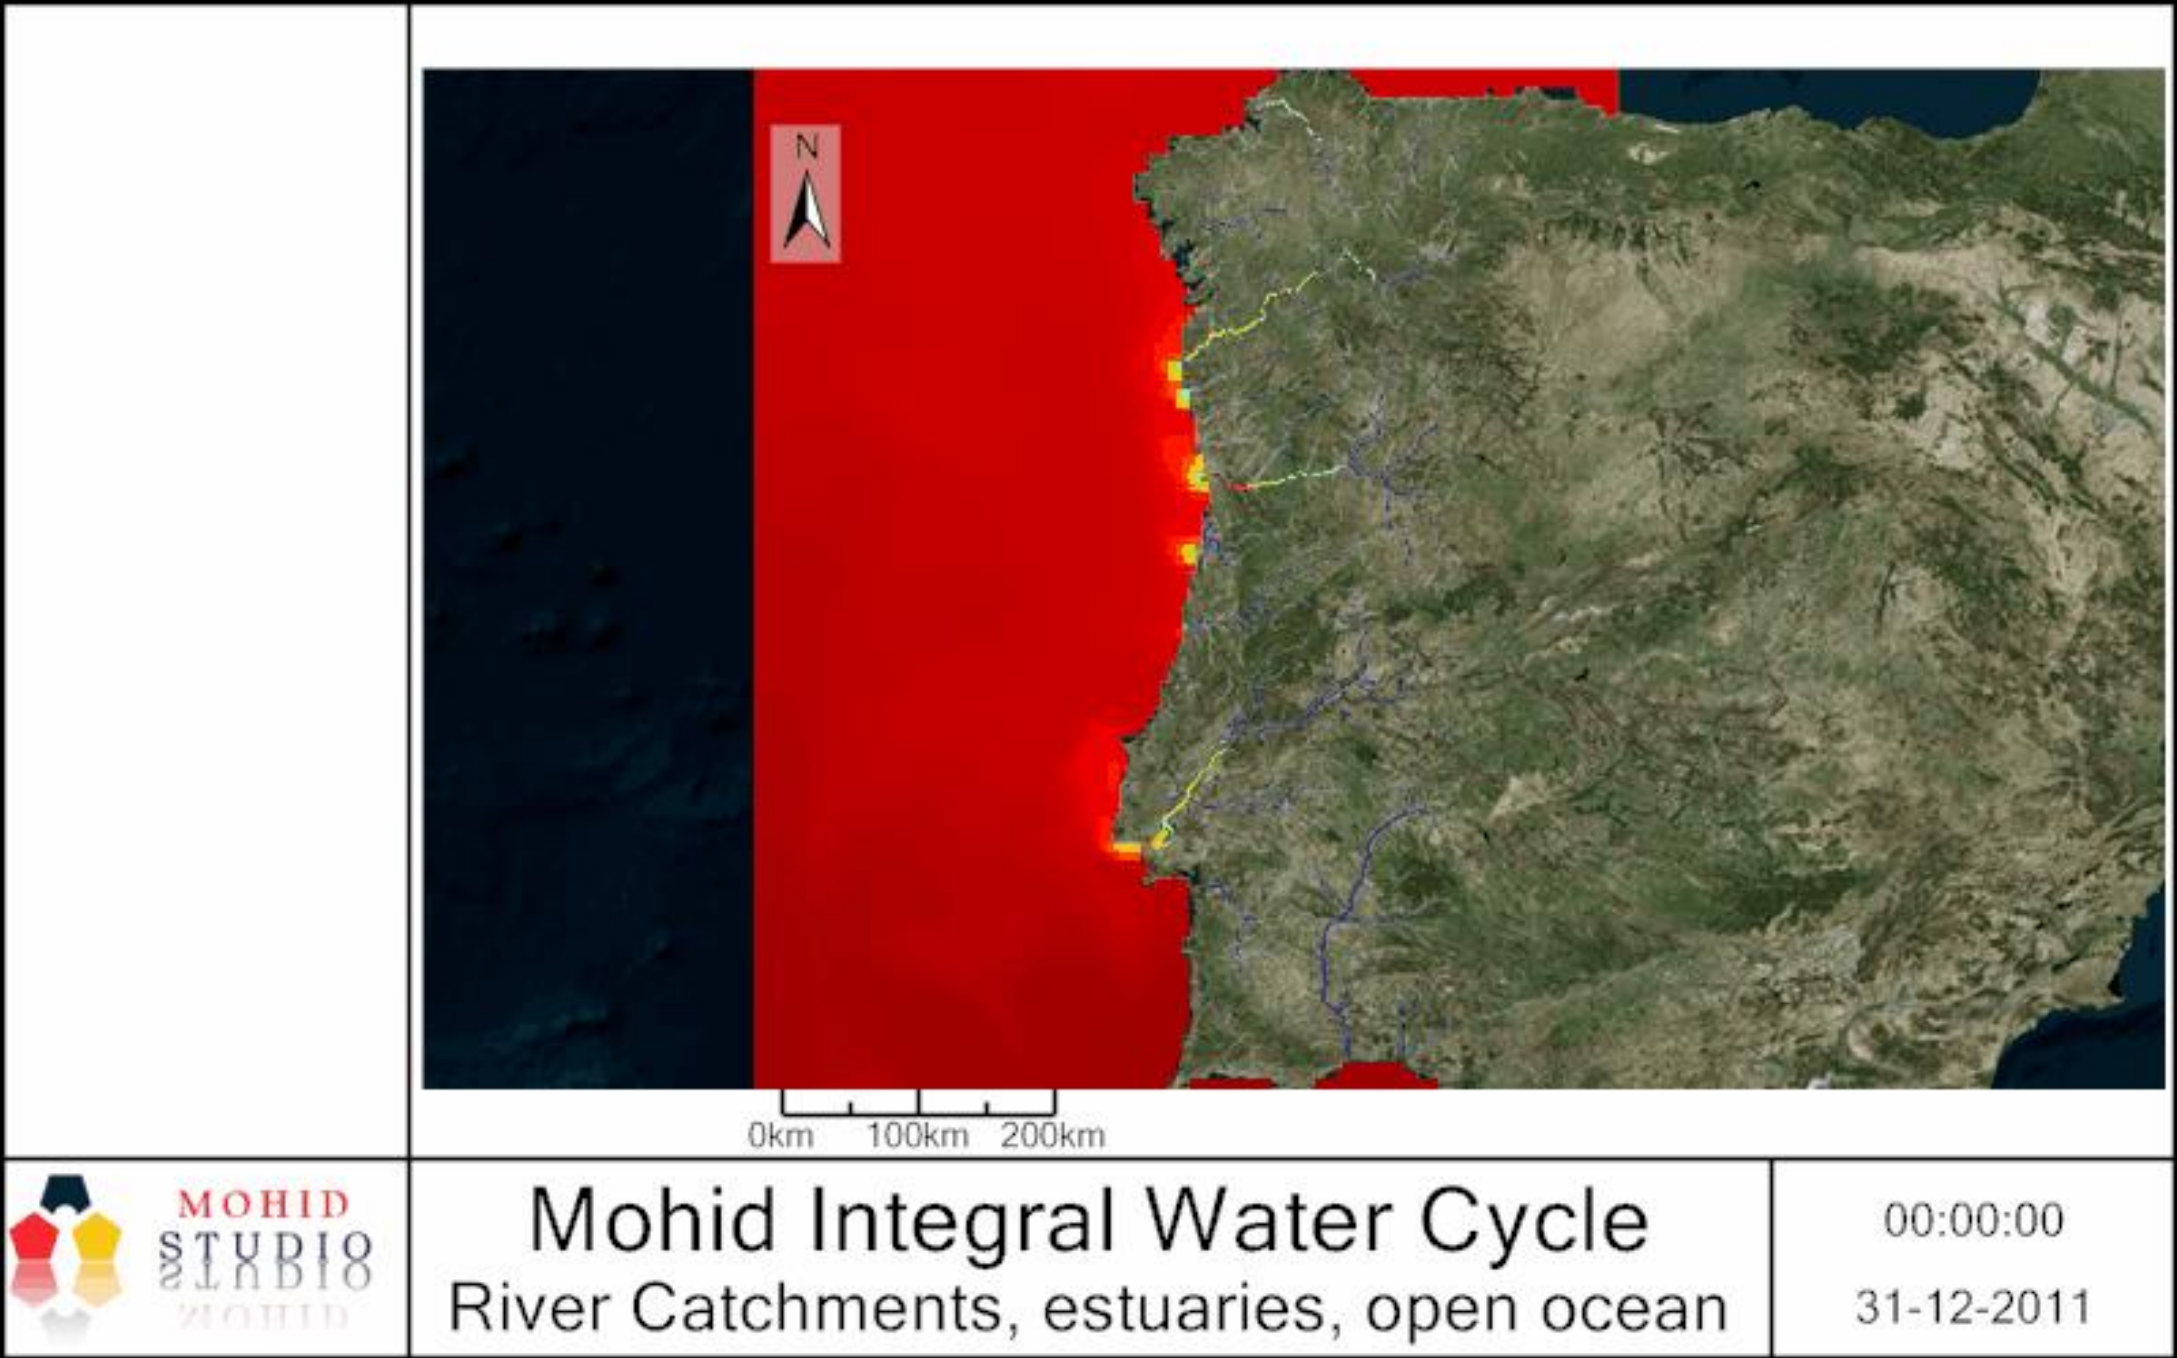 N
0km 100km 200km
MOHID
STUDIO
Mohid Integral Water Cycle
River Catchments, estuaries, open ocean
00:00:00
31-12-2011